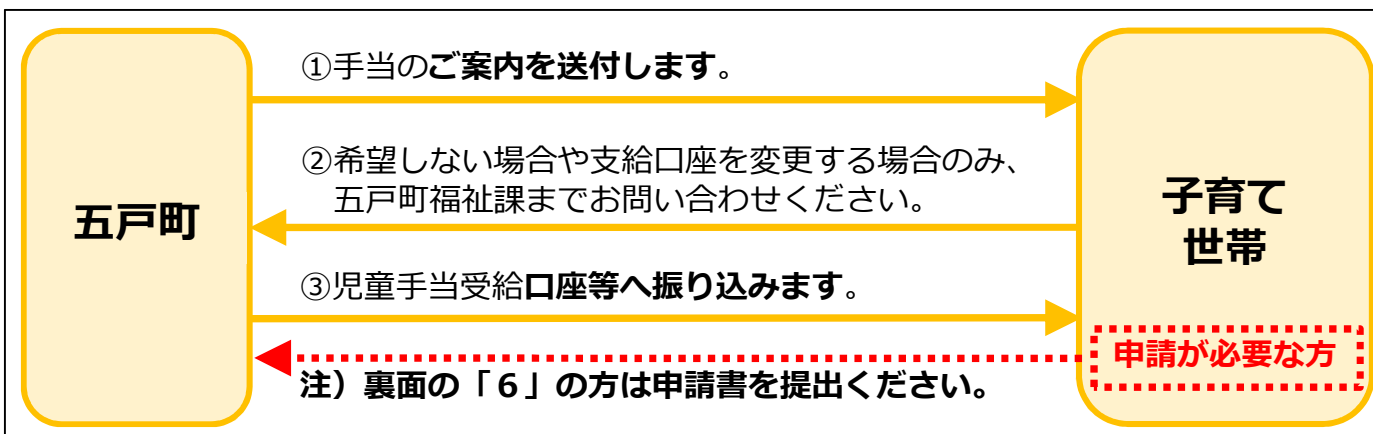 五戸町
①手当のご案内を送付します。
②希望しない場合や支給口座を変更する場合のみ、
五戸町福祉課までお問い合わせください。
③児童手当受給口座等へ振り込みます。
注）裏面の「６」の方は申請書を提出ください。
子育て
世帯
申請が必要な方